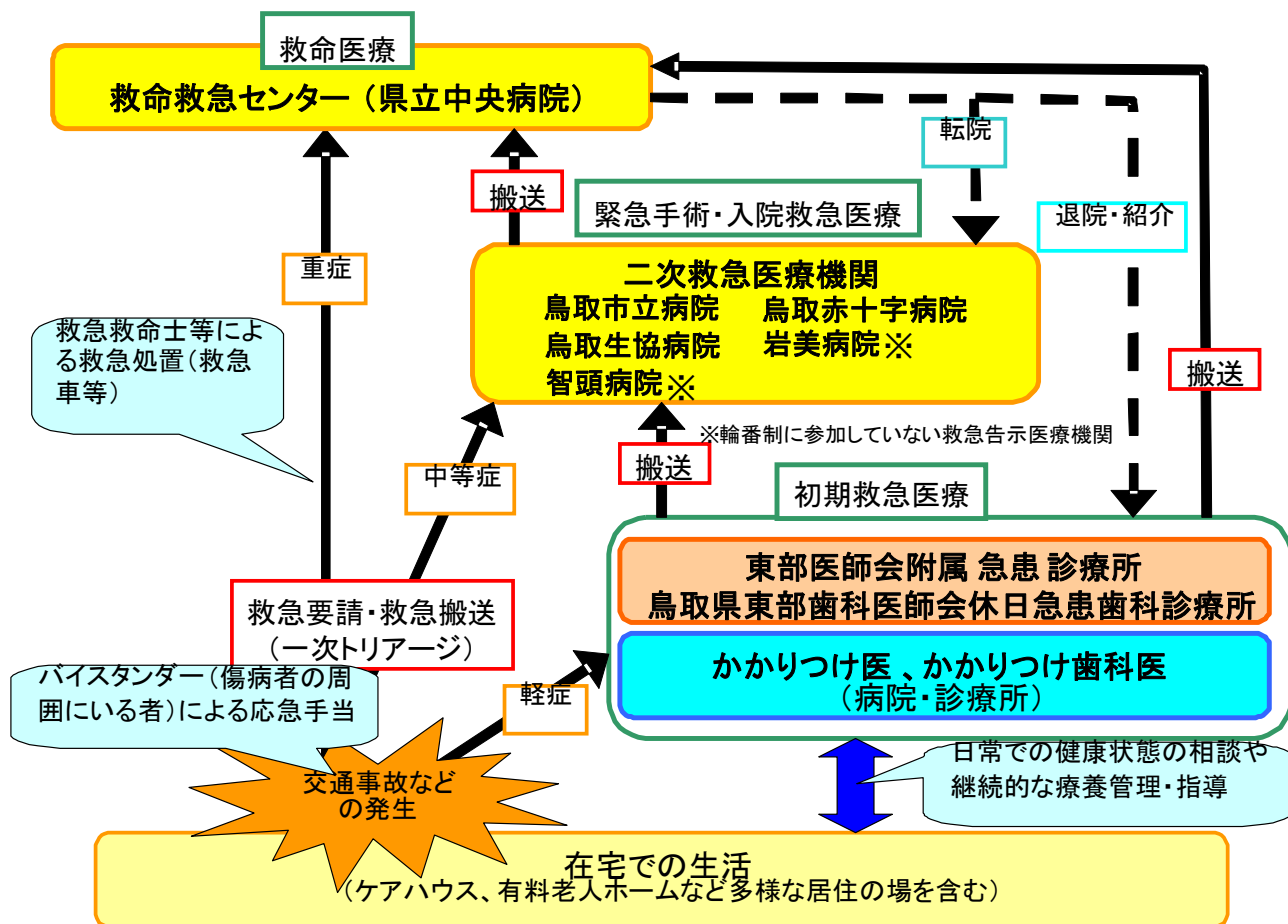 救命医療
救命救急センター（県立中央病院）
転院
搬送
緊急手術・入院救急医療
退院・紹介
重症
二次救急医療機関
鳥取市立病院　鳥取赤十字病院
鳥取生協病院　岩美病院※
智頭病院※
救急救命士等によ
る救急処置（救急
車等）
搬送
※輪番制に参加していない救急告示医療機関
搬送
中等症
初期救急医療
東部医師会附属 急患 診療所
鳥取県東部歯科医師会休日急患歯科診療所
救急要請・救急搬送
（一次トリアージ）
かかりつけ医 、かかりつけ歯科医
（病院・診療所）
バイスタンダー（傷病者の周
囲にいる者）による応急手当
軽症
日常での健康状態の相談や
継続的な療養管理・指導
交通事故など
の発生
在宅での生活
（ケアハウス、有料老人ホームなど多様な居住の場を含む）